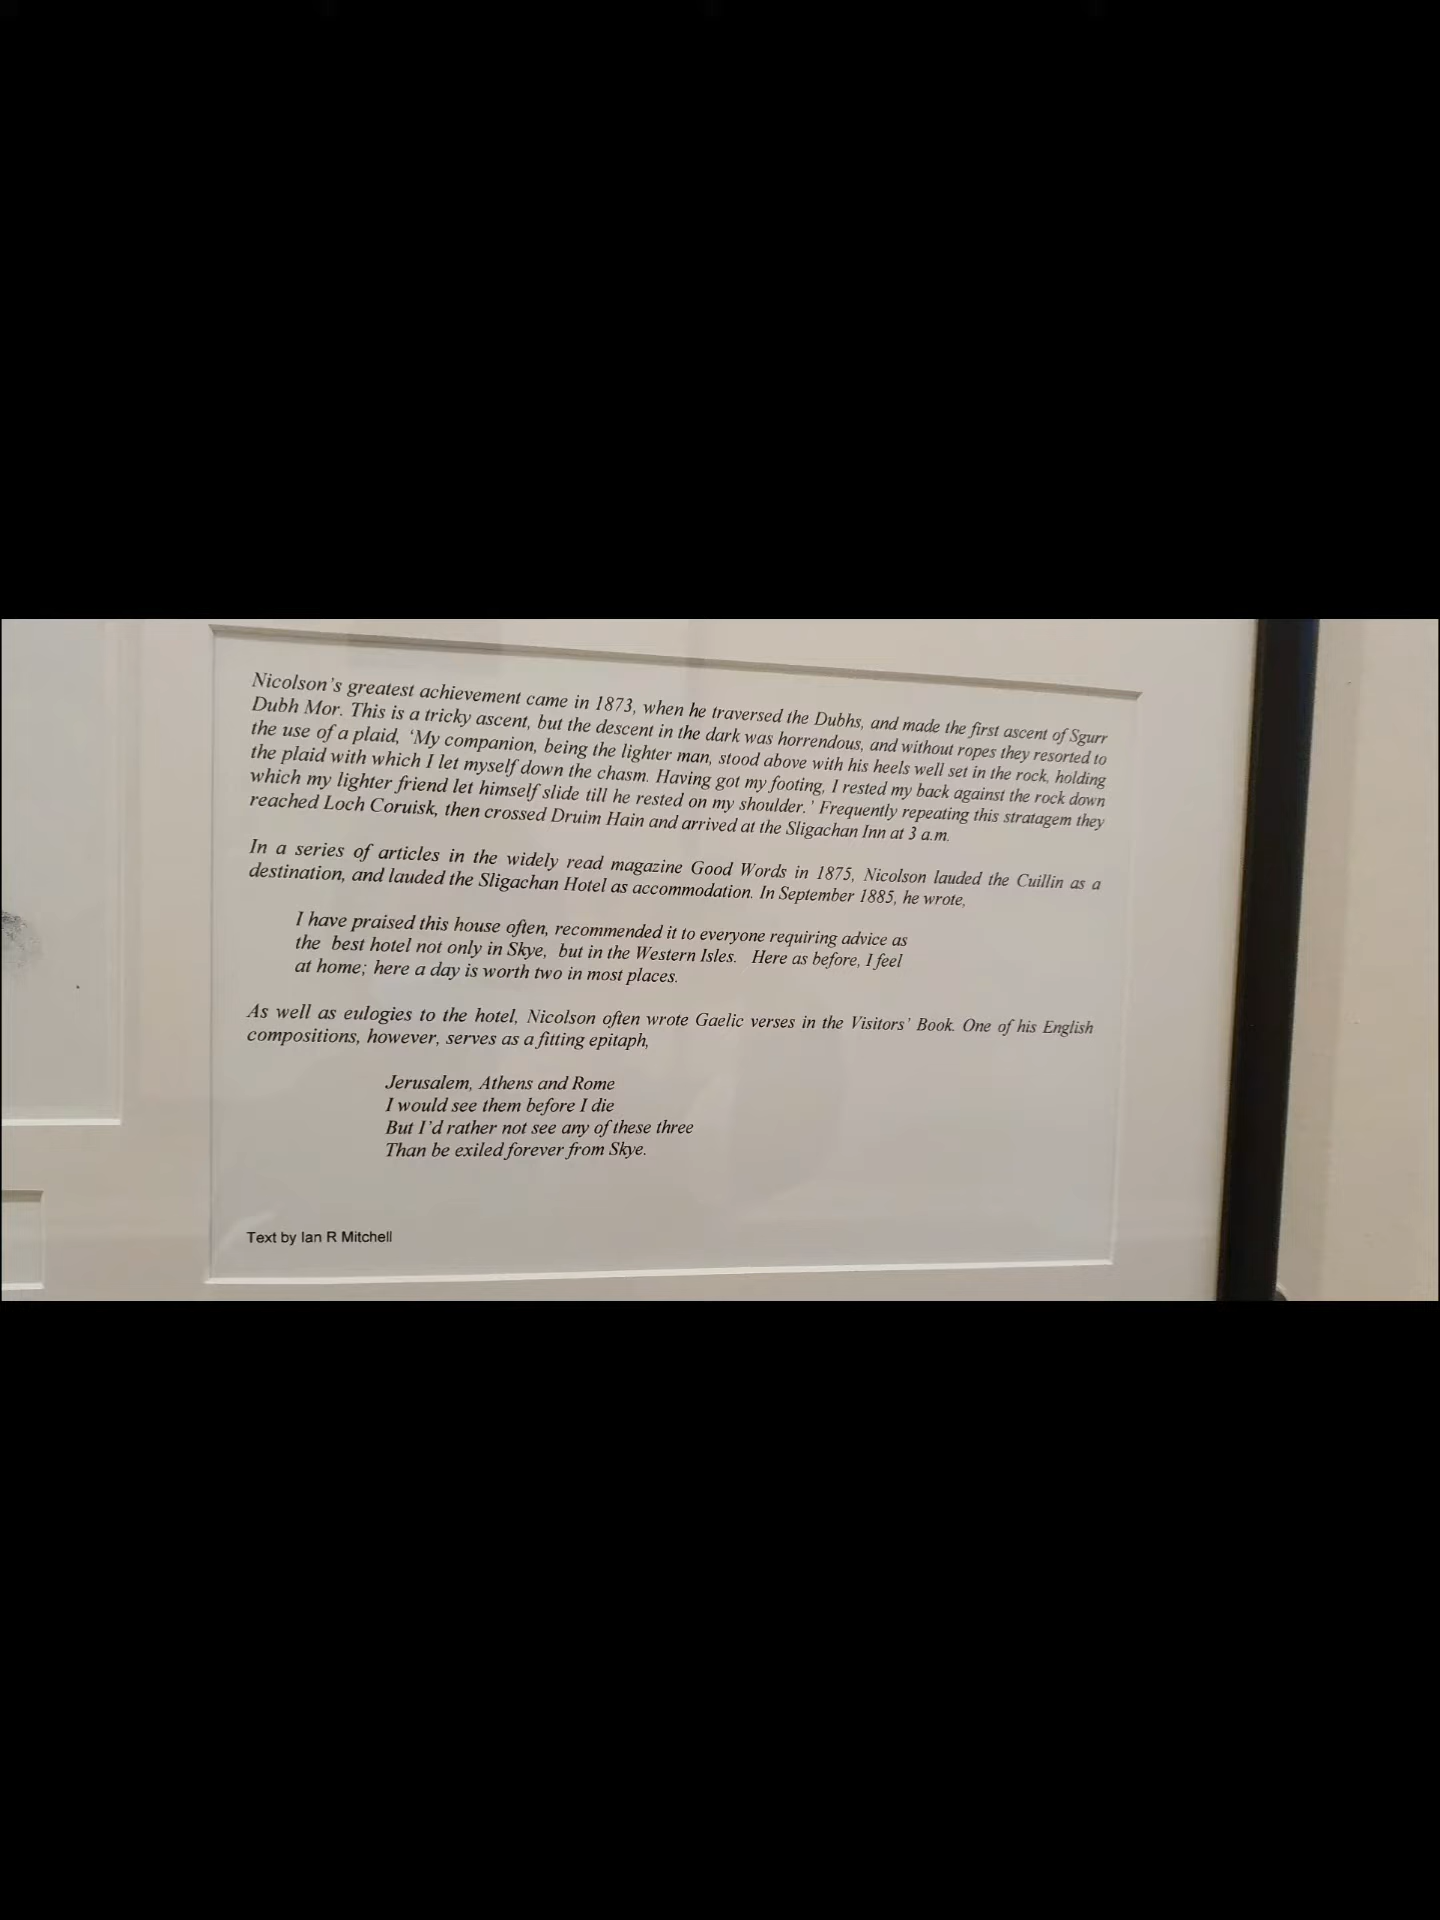 Nicolson's greatest achievement came in 1873, when he traversed the Dubhs, and made the first ascent of Sgurr
Dubh Mor. This is a tricky ascent, but the descent in the dark was horrendous, and without ropes they resorted to
the use of a plaid, 'My companion, being the lighter man, stood above with his heels well set in the rock, holding
the plaid with which I let myself down the chasm. Having got my footing, I rested my back against the rock down
which my lighter friend let himself slide till he rested on my shoulder.' Frequently repeating this stratagem they
reached Loch Coruisk, then crossed Druim Hain and arrived at the Sligachan Inn at 3 a.m.
In a series of articles in the widely read magazine Good Words in 1875, Nicolson lauded the Cuillin as a
destination, and lauded the Sligachan Hotel as accommodation. In September 1885, he wrote,
I have praised this house often, recommended it to everyone requiring advice as
the best hotel not only in Skye, but in the Western Isles. Here as before, I feel
at home; here a day is worth two in most places.
As well as eulogies to the hotel, Nicolson often wrote Gaelic verses in the Visitors' Book. One of his English
compositions, however, serves as a fitting epitaph,
Jerusalem, Athens and Rome
I would see them before I die
But I'd rather not see any of these three
Than be exiled forever from Skye.
Text by Ian R Mitchell